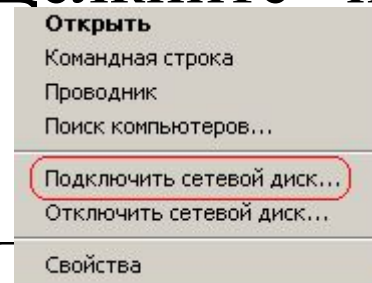 Открыть
Командная строка
Проводник
Поиск компьютеров...
Подключить сетевой диск...
Отключить сетевой диск...
Свойства